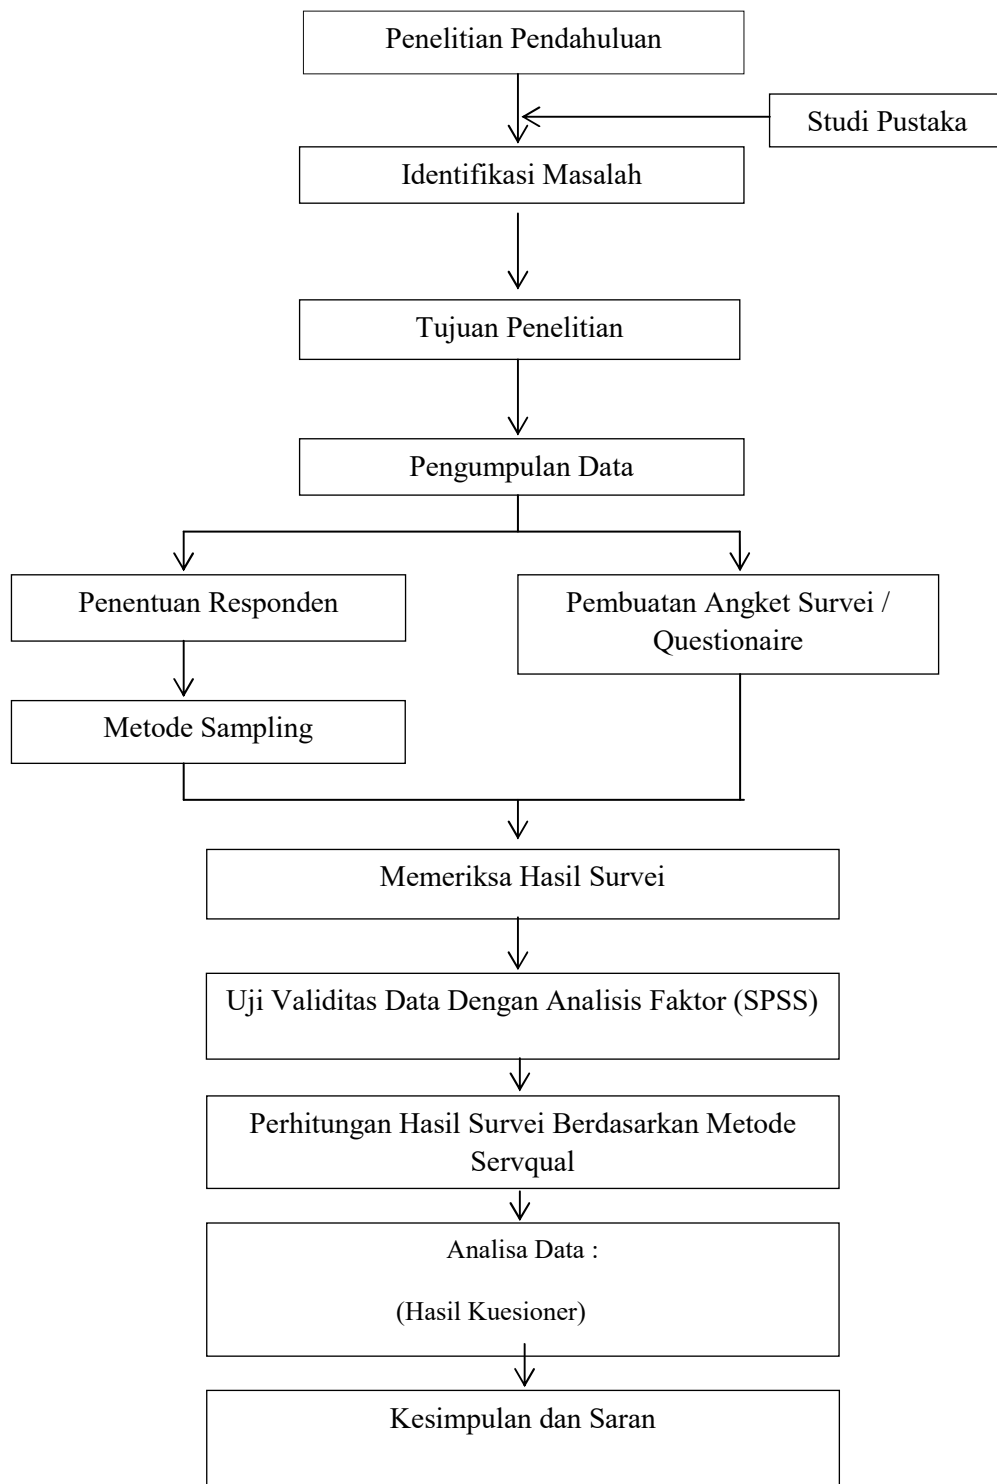 Penelitian Pendahuluan
Studi Pustaka
Identifikasi Masalah
Tujuan Penelitian
Pengumpulan Data
Penentuan Responden
Pembuatan Angket Survei /
Questionaire
Metode Sampling
Memeriksa Hasil Survei
Uji Validitas Data Dengan Analisis Faktor (SPSS)
Perhitungan Hasil Survei Berdasarkan Metode
Servqual
Analisa Data :
(Hasil Kuesioner)
Kesimpulan dan Saran